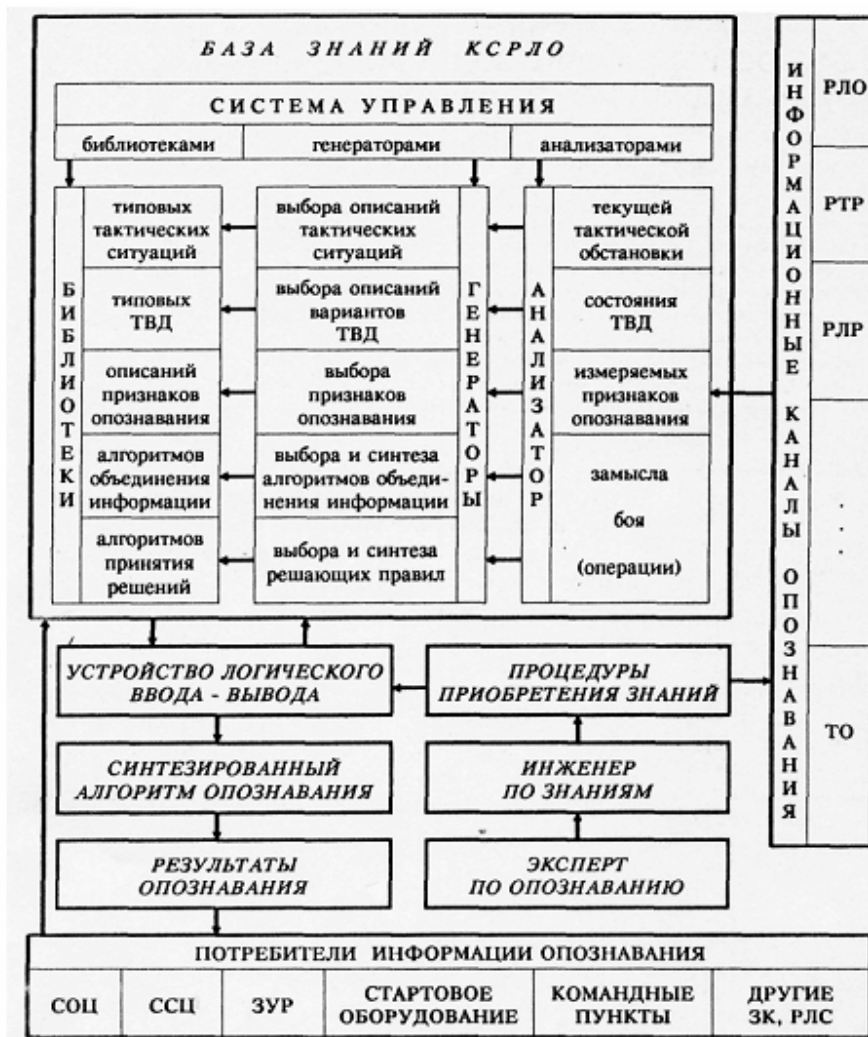 БАЗА ЗНАНИЙ КСРЛО
СИСТЕМА УПРАВЛЕНИЯ
библиотеками
генераторами
анализаторами
БИБЛИОТЕКИ
типовых
тактических
ситуаций
типовых
ТВД
описаний
признаков
опознавания
алгоритмов
объединения
информации
алгоритмов
принятия
решений
выбора описаний
тактических
ситуаций
выбора описаний
вариантов
ТВД
выбора
признаков
опознавания
выбора и синтеза
алгоритмов объеди-
нения информации
выбора и синтеза
решающих правил
ГЕНЕРАТОРЫ
АНАЛИЗАТОР
текущей
тактической
обстановки
состояния
ТВД
измеряемых
признаков
опознавания
замысла
боя
(операции)
ИНФОРМАЦИОННЫЕ КАНАЛЫ ОПОЗНАВАНИЯ
РЛО
РТР
РЛР
.
.
.
ТО
УСТРОЙСТВО ЛОГИЧЕСКОГО
ВВОДА - ВЫВОДА
ПРОЦЕДУРЫ
ПРИОБРЕТЕНИЯ ЗНАНИЙ
СИНТЕЗИРОВАННЫЙ
АЛГОРИТМ ОПОЗНАВАНИЯ
ИНЖЕНЕР
ПО ЗНАНИЯМ
РЕЗУЛЬТАТЫ
ОПОЗНАВАНИЯ
ЭКСПЕРТ
ПО ОПОЗНАВАНИЮ
ПОТРЕБИТЕЛИ ИНФОРМАЦИИ ОПОЗНАВАНИЯ
СОЦ
ССЦ
ЗУР
СТАРТОВОЕ
ОБОРУДОВАНИЕ
КОМАНДНЫЕ
ПУНКТЫ
ДРУГИЕ
ЗК, РЛС